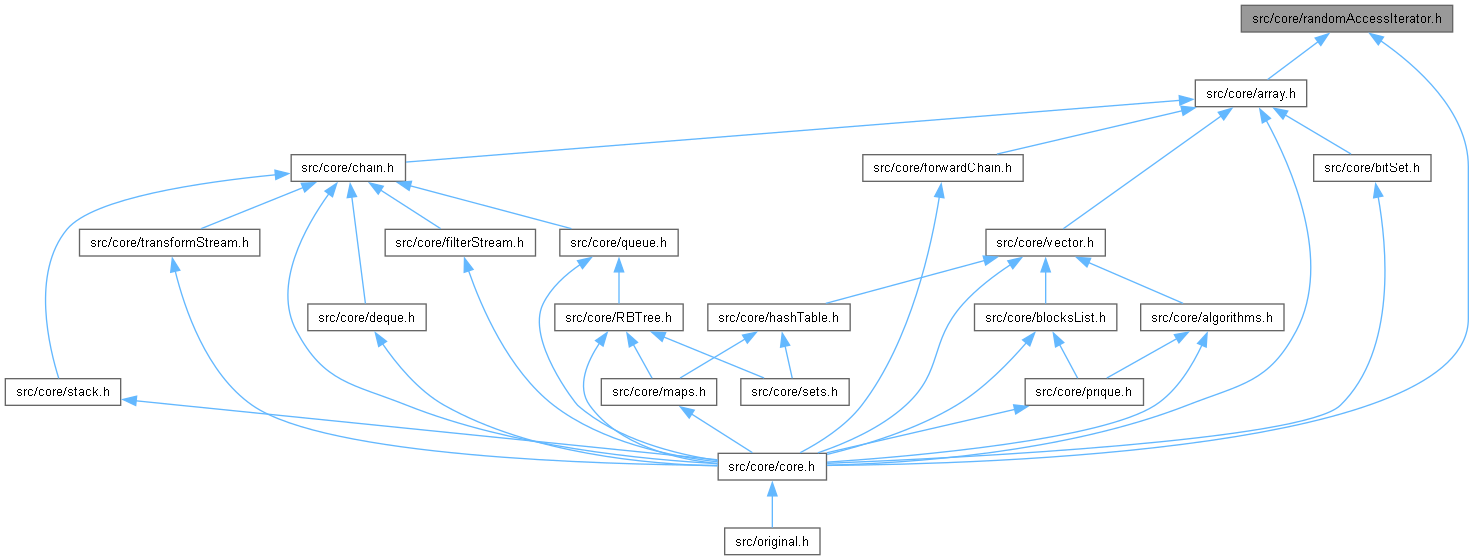 src/core/randomAccessIterator.h
src/core/array.h
src/core/chain.h
src/core/forwardChain.h
src/core/bitSet.h
src/core/transformStream.h
src/core/filterStream.h
src/core/queue.h
src/core/vector.h
src/core/deque.h
src/core/RBTree.h
src/core/hashTable.h
src/core/blocksList.h
src/core/algorithms.h
src/core/stack.h
src/core/maps.h
src/core/sets.h
src/core/prique.h
src/core/core.h
src/original.h